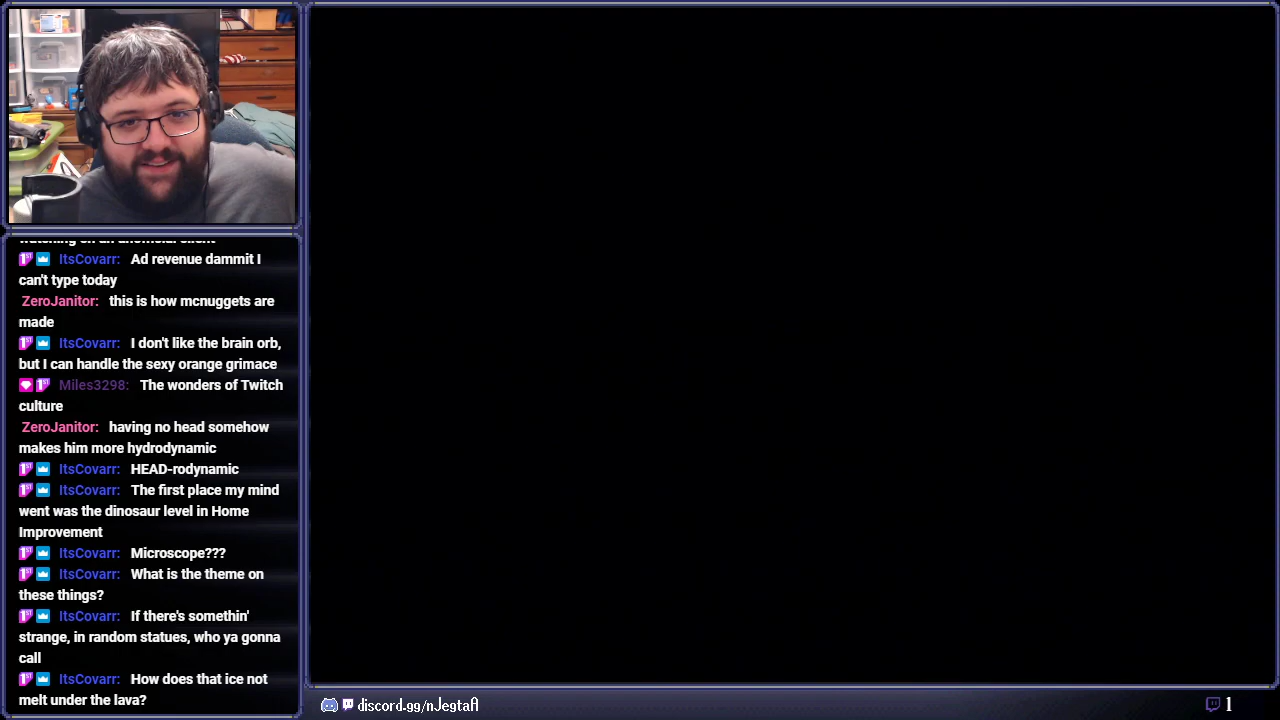 ItsCovarr: Ad revenue dammit I
can't type today
ZeroJanitor: this is how mcnuggets are
made
ItsCovarr: I don't like the brain orb,
but I can handle the sexy orange grimace
Miles3298: The wonders of Twitch
culture
ZeroJanitor: having no head somehow
makes him more hydrodynamic
ItsCovarr: HEAD-rodynamic
ItsCovarr: The first place my mind
went was the dinosaur level in Home
Improvement
ItsCovarr: Microscope???
ItsCovarr: What is the theme on
these things?
ItsCovarr: If there's somethin'
strange, in random statues, who ya gonna
call
ItsCovarr: How does that ice not
melt under the lava?
discord.gg/nJegtaA
1